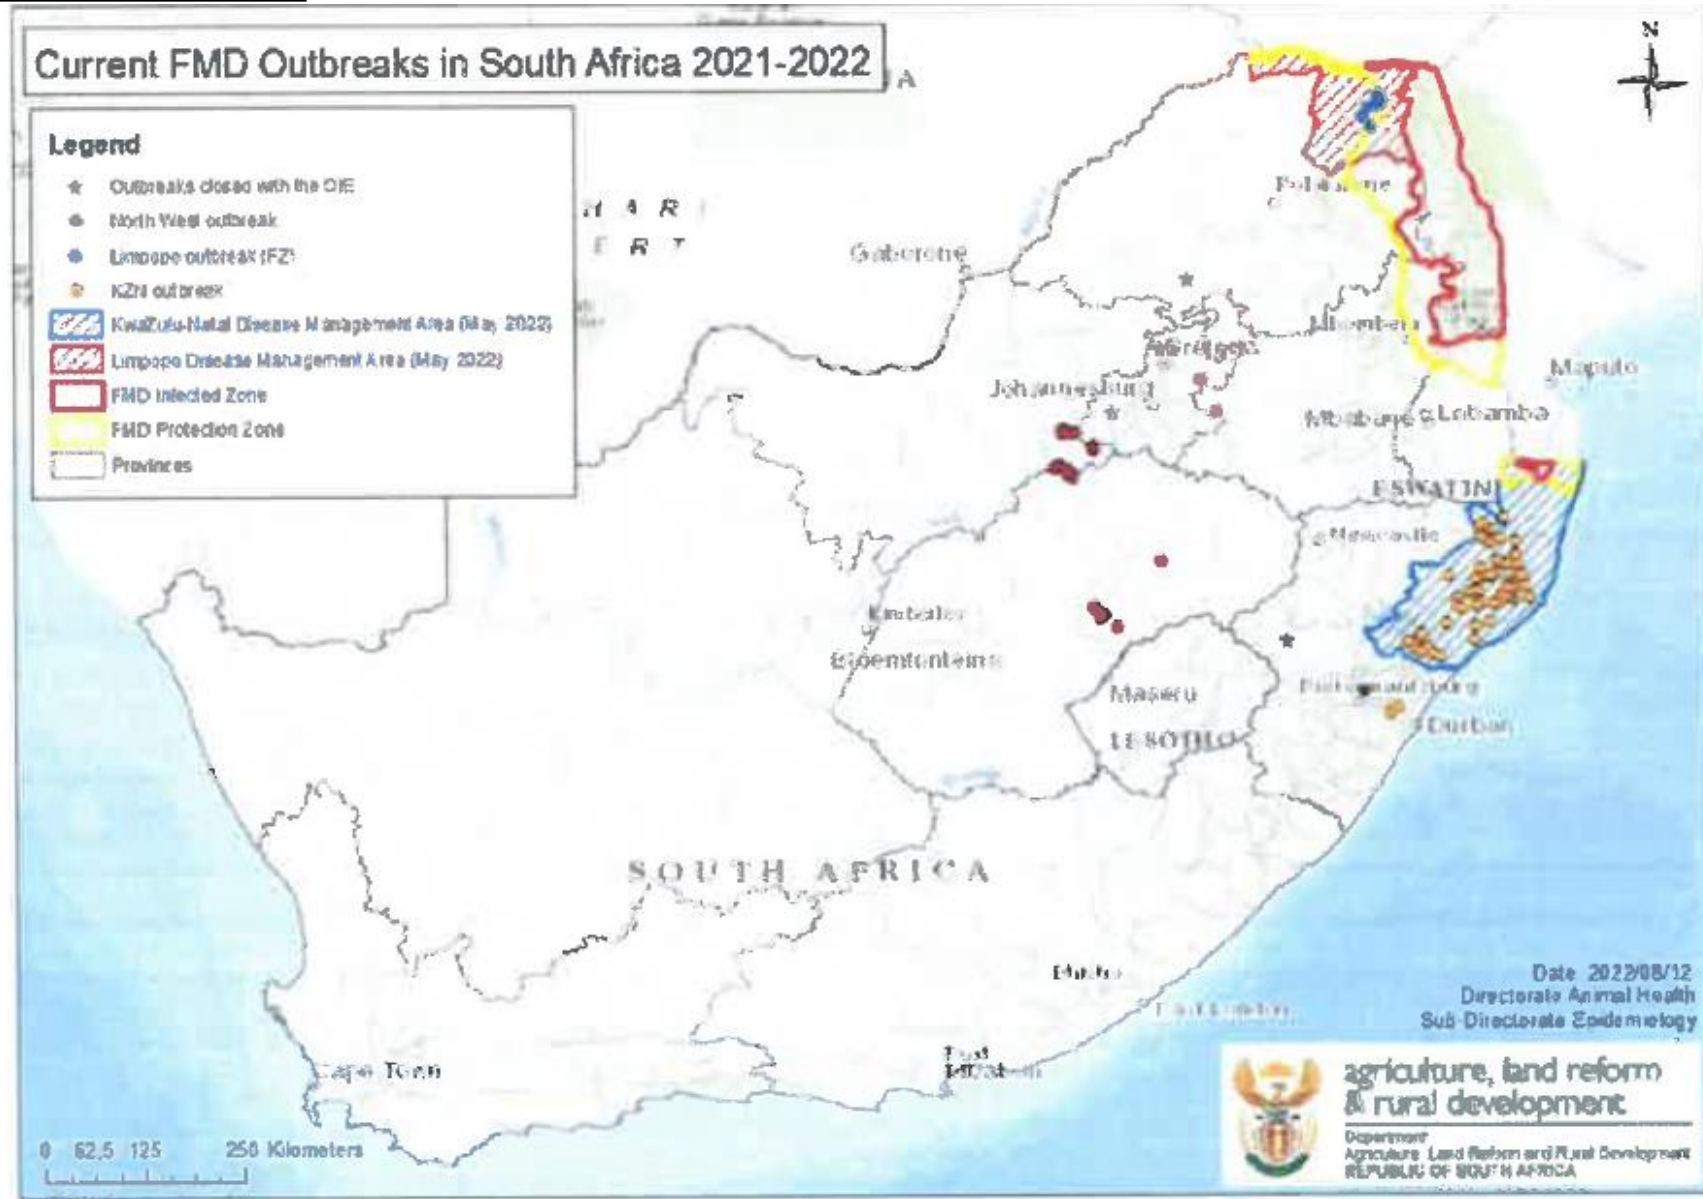 Current FMD Outbreaks in South Africa 2021-2022
A
N
Legend
Outbreaks closed with the OIE
North West outbreak
Limpopo outbreak (FZ)
KZN outbreak
KwaZulu-Natal Disease Management Area (May 2022)
Limpopo Disease Management Area (May 2022)
FMD Infected Zone
FMD Protection Zone
Provinces
H A R I
E R T
Gaborone
Johannesburg
Maputo
Mbabane
Lobamba
ESWATINI
Newcastle
Bloemfontein
Maseru
LESOTHO
Durban
SOUTH AFRICA
Cape Town
Port
0 62,5 125 250 Kilometers
Date 2022/08/12
Directorate Animal Health
Sub-Directorate Epidemiology
agriculture, land reform
& rural development
Department
Agriculture Land Reform and Rural Development
REPUBLIC OF SOUTH AFRICA